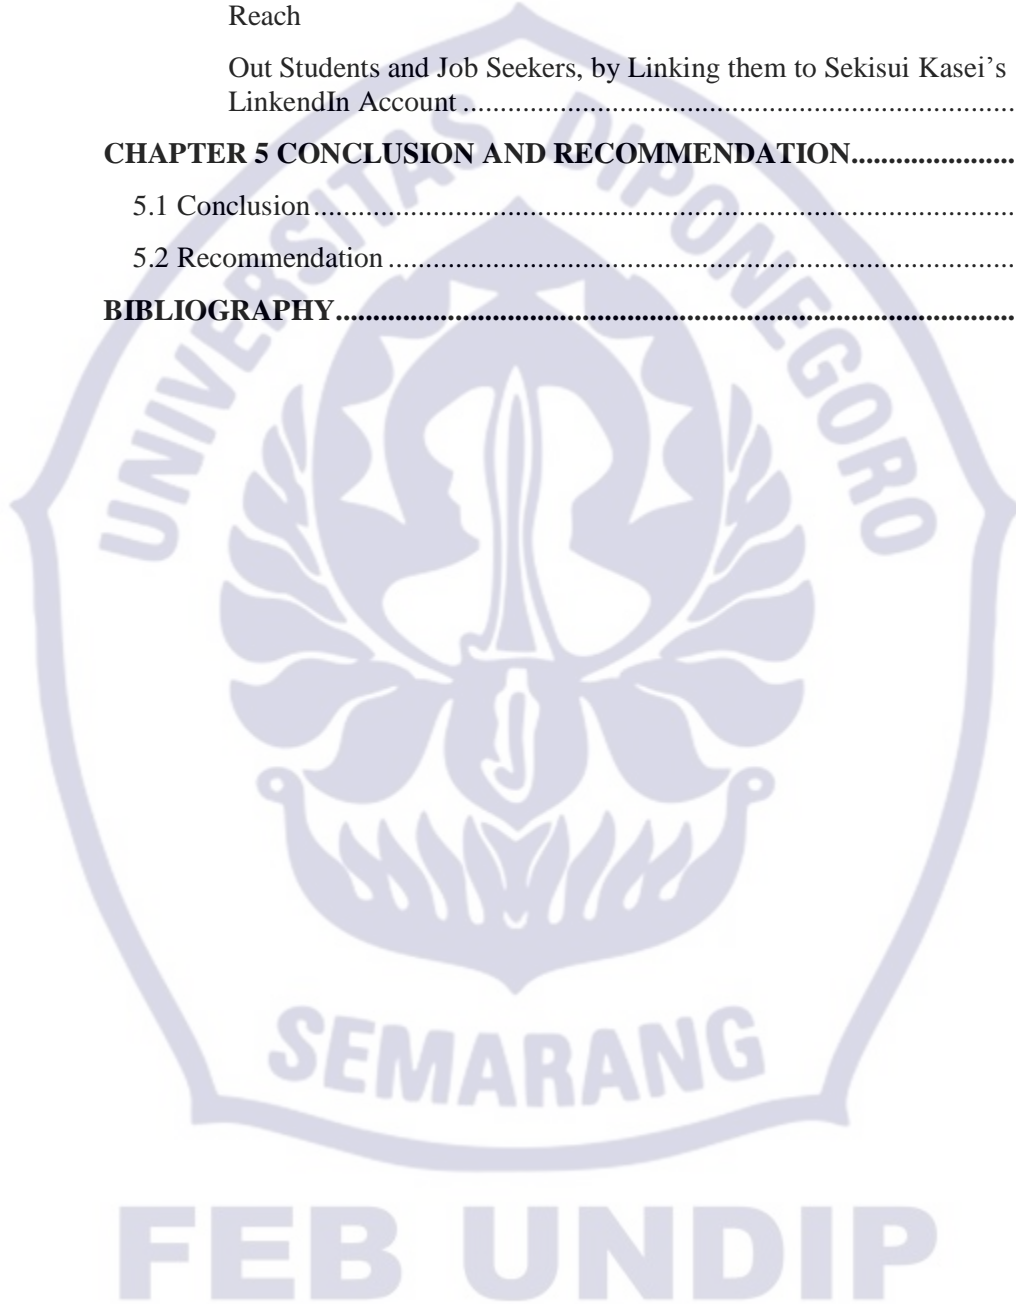 Reach
Out Students and Job Seekers, by Linking them to Sekisui Kasei’s
LinkendIn Account ........................................................................
CHAPTER 5 CONCLUSION AND RECOMMENDATION......................
5.1 Conclusion ...............................................................................................
5.2 Recommendation .....................................................................................
BIBLIOGRAPHY............................................................................................
UNIVERSITAS DIPONEGORO
SEMARANG
FEB UNDIP